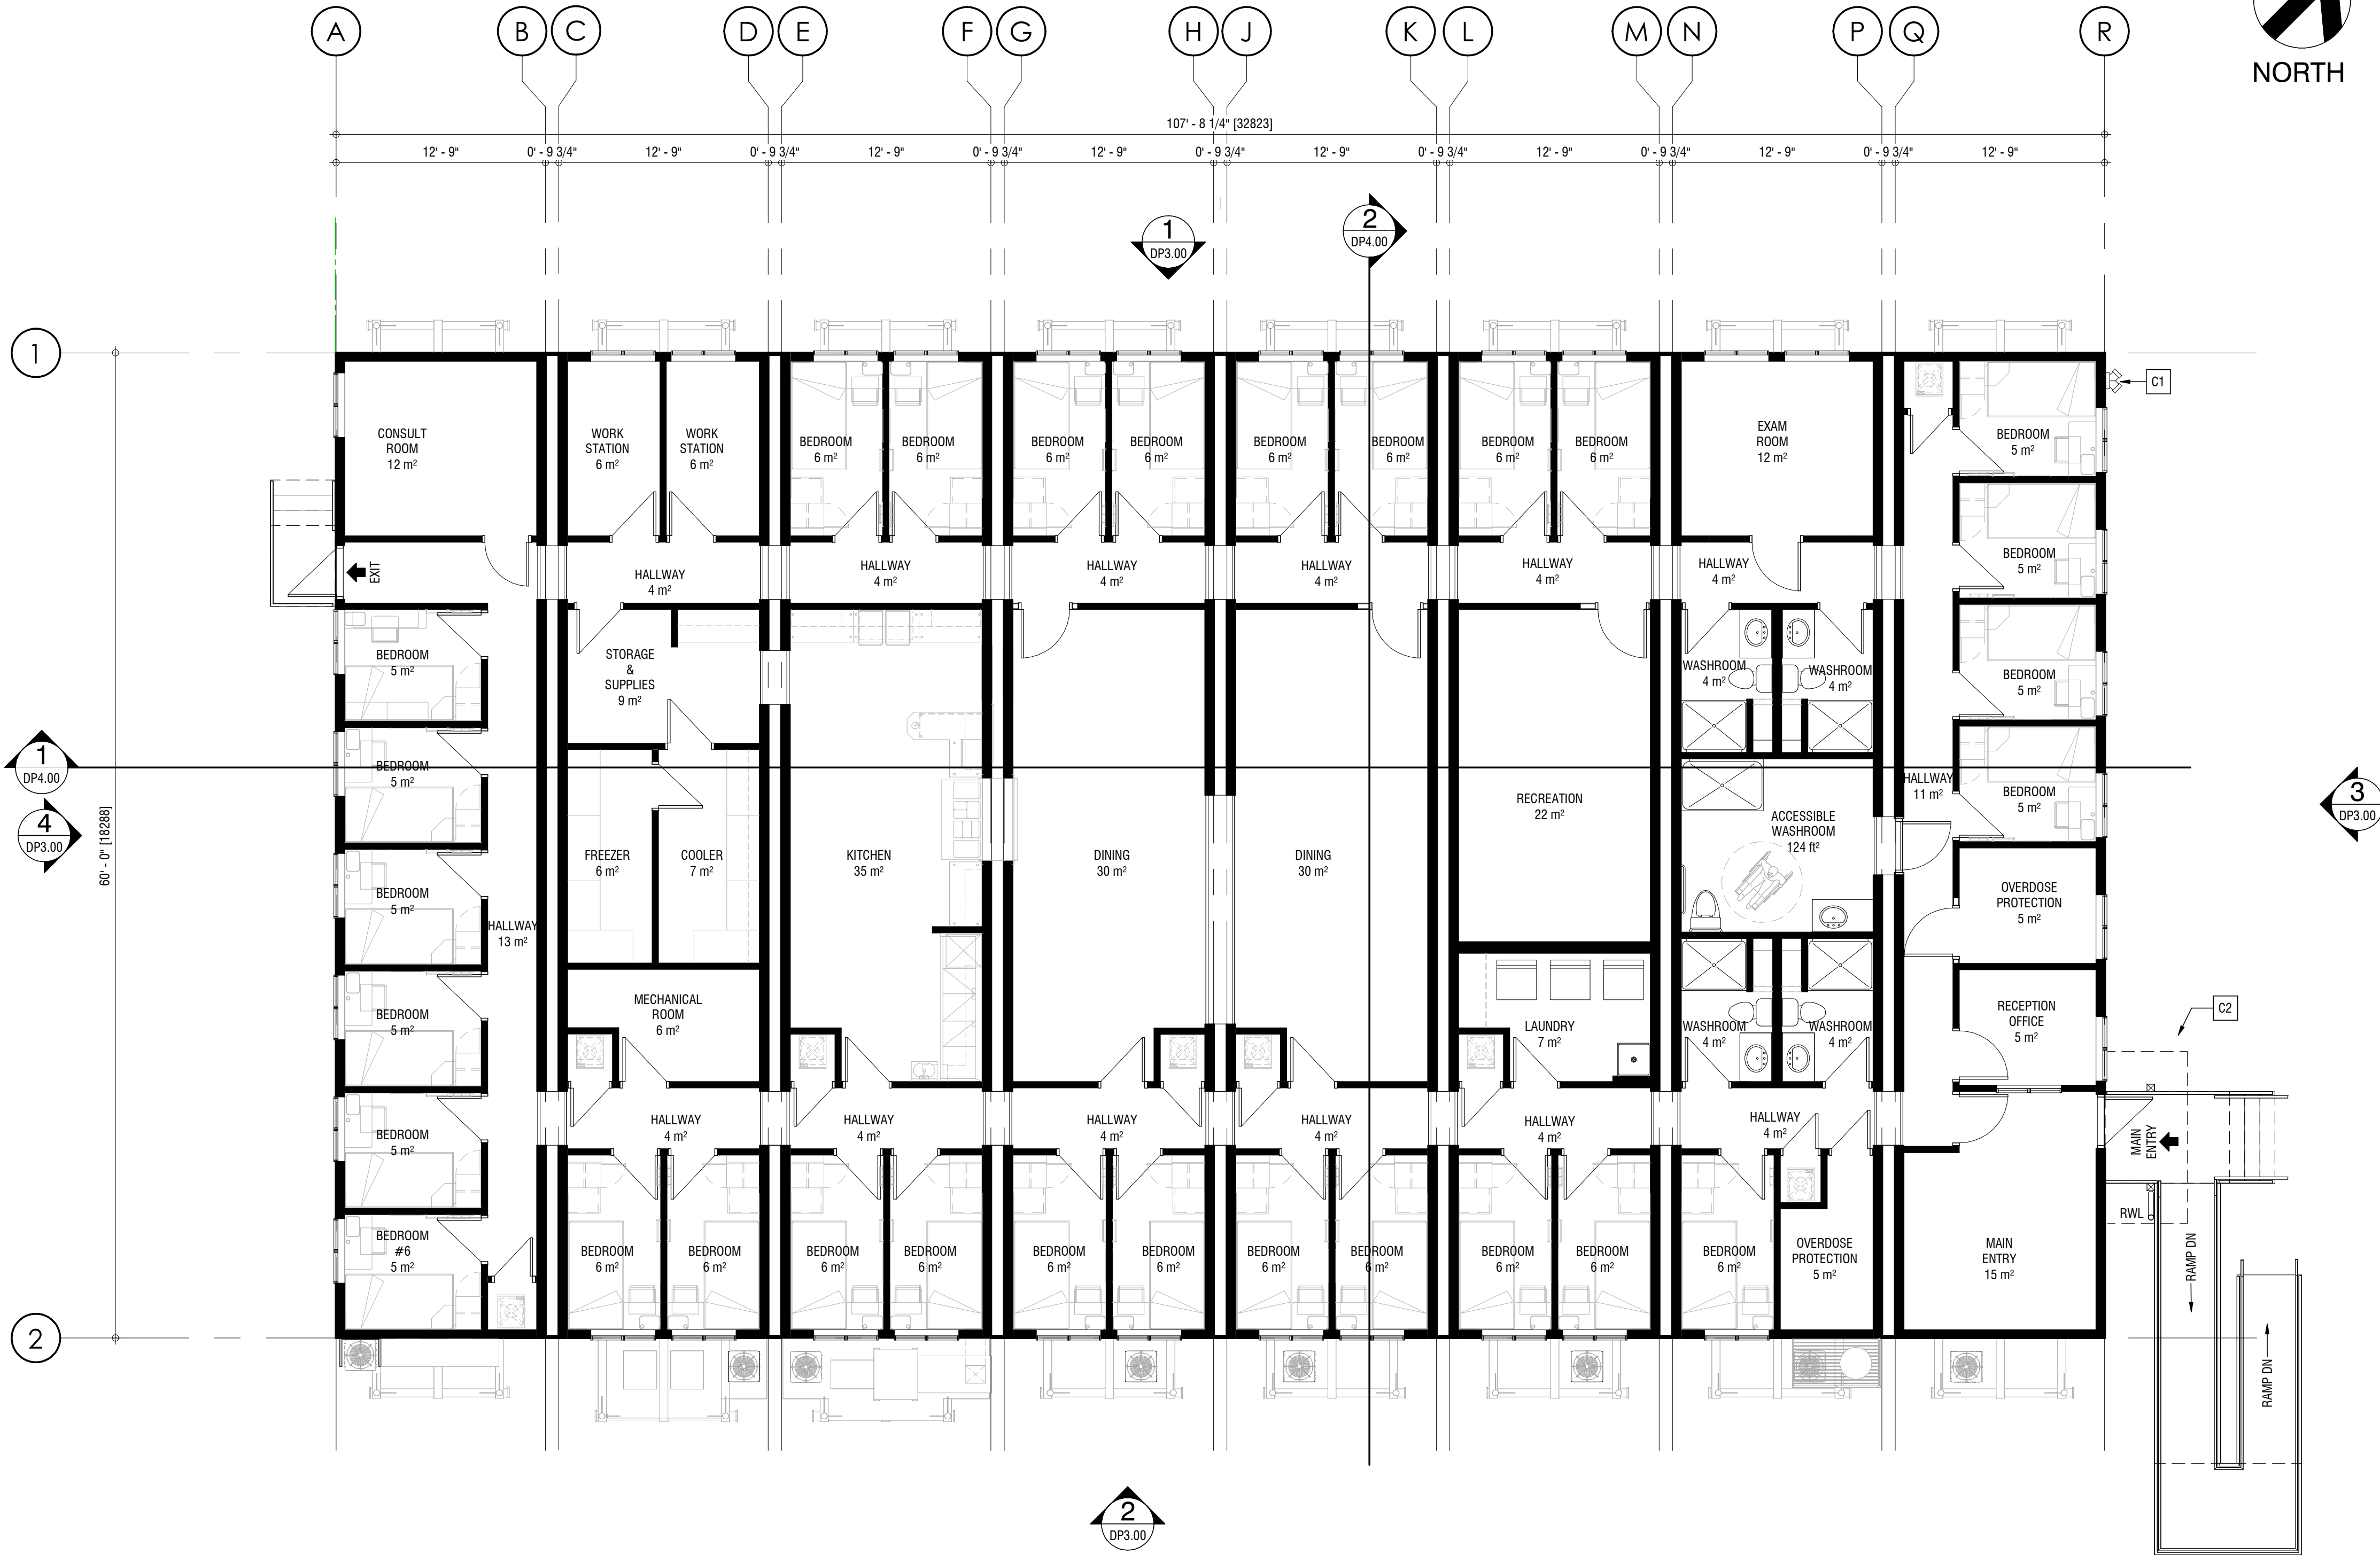 A B C D E F G H J K L M N P Q R
NORTH
107' - 8 1/4" [32823]
12' - 9" 0' - 9 3/4" 12' - 9" 0' - 9 3/4" 12' - 9" 0' - 9 3/4" 12' - 9" 0' - 9 3/4" 12' - 9" 0' - 9 3/4" 12' - 9" 0' - 9 3/4" 12' - 9" 0' - 9 3/4" 12' - 9"
1
DP3.00
2
DP4.00
1
C1
CONSULT
ROOM
12 m²
WORK
STATION
6 m²
WORK
STATION
6 m²
BEDROOM
6 m²
BEDROOM
6 m²
BEDROOM
6 m²
BEDROOM
6 m²
BEDROOM
6 m²
BEDROOM
6 m²
BEDROOM
6 m²
BEDROOM
6 m²
EXAM
ROOM
12 m²
BEDROOM
5 m²
BEDROOM
5 m²
EXIT
HALLWAY
4 m²
HALLWAY
4 m²
HALLWAY
4 m²
HALLWAY
4 m²
HALLWAY
4 m²
HALLWAY
4 m²
BEDROOM
5 m²
STORAGE
&
SUPPLIES
9 m²
WASHROOM
4 m²
WASHROOM
4 m²
BEDROOM
5 m²
1
DP4.00
4
DP3.00
60' - 0" [18288]
BEDROOM
5 m²
BEDROOM
5 m²
HALLWAY
13 m²
FREEZER
6 m²
COOLER
7 m²
KITCHEN
35 m²
DINING
30 m²
DINING
30 m²
RECREATION
22 m²
ACCESSIBLE
WASHROOM
124 ft²
HALLWAY
11 m²
BEDROOM
5 m²
3
DP3.00
OVERDOSE
PROTECTION
5 m²
BEDROOM
5 m²
MECHANICAL
ROOM
6 m²
LAUNDRY
7 m²
WASHROOM
4 m²
WASHROOM
4 m²
RECEPTION
OFFICE
5 m²
C2
BEDROOM
5 m²
HALLWAY
4 m²
HALLWAY
4 m²
HALLWAY
4 m²
HALLWAY
4 m²
HALLWAY
4 m²
HALLWAY
4 m²
MAIN
ENTRY
RWL
RAMP DN
BEDROOM
#6
5 m²
BEDROOM
6 m²
BEDROOM
6 m²
BEDROOM
6 m²
BEDROOM
6 m²
BEDROOM
6 m²
BEDROOM
6 m²
BEDROOM
6 m²
BEDROOM
6 m²
BEDROOM
6 m²
BEDROOM
6 m²
BEDROOM
6 m²
OVERDOSE
PROTECTION
5 m²
MAIN
ENTRY
15 m²
2
RAMP DN
2
DP3.00